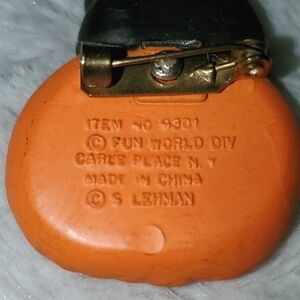 ITEM NO 9301
© FUN WORLD DIV
CARLE PLACE N.Y
MADE IN CHINA
© S LEHMAN